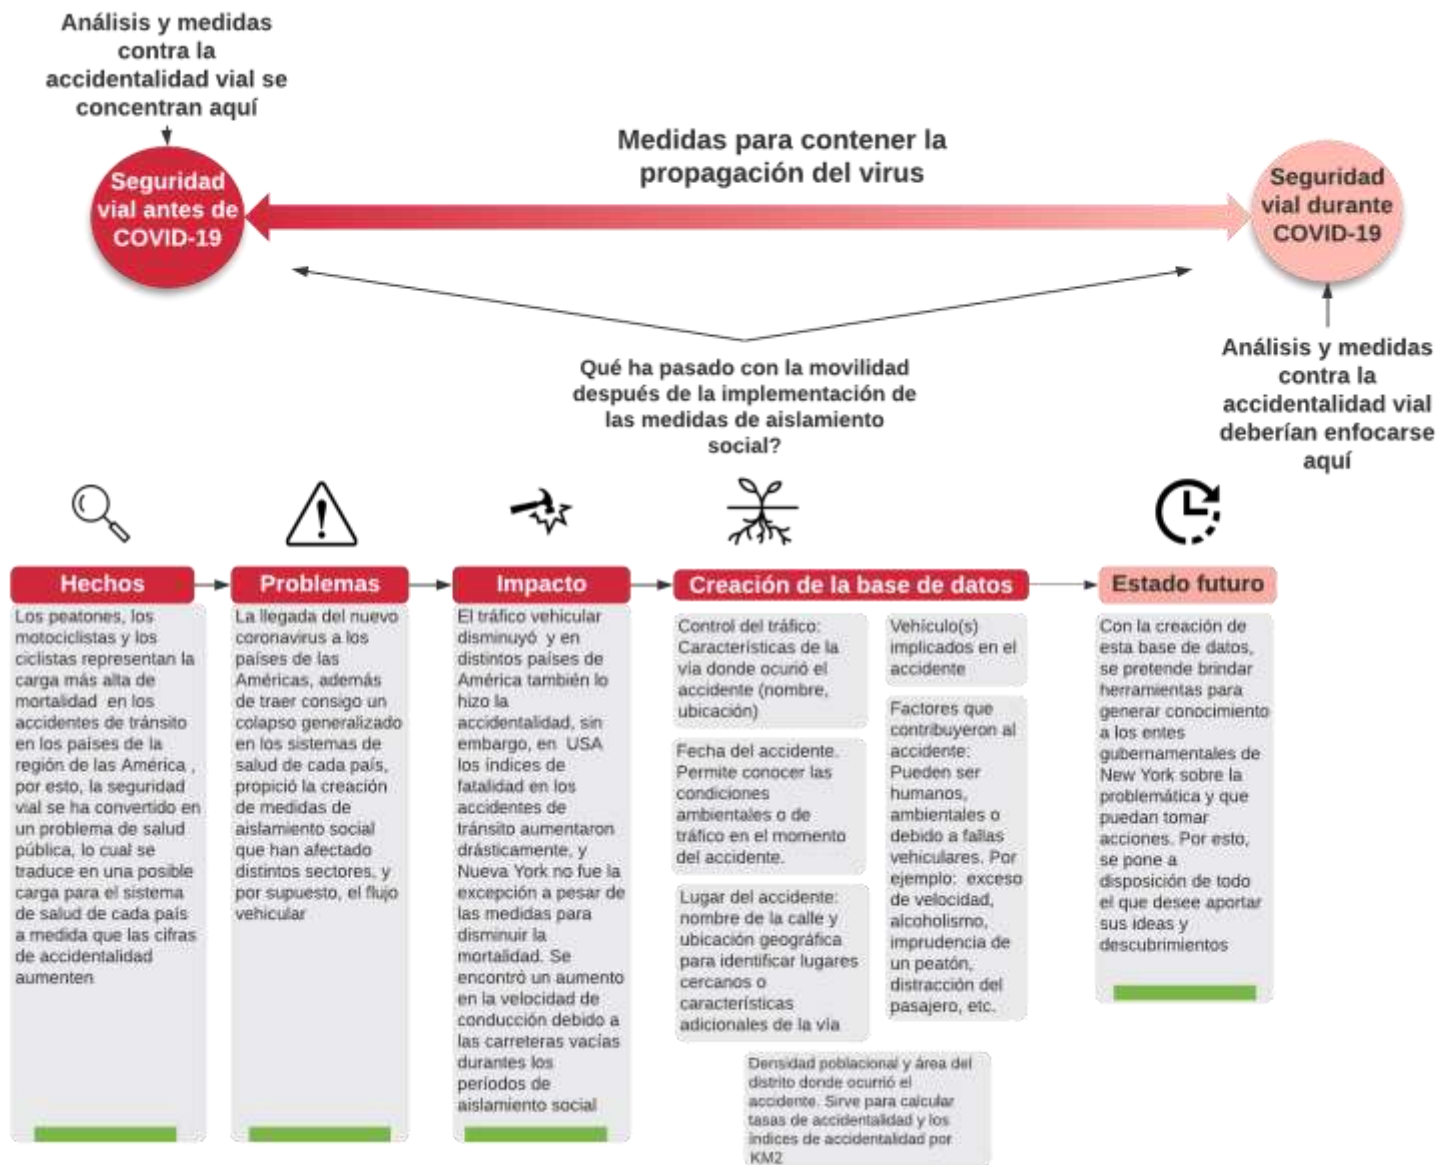 Análisis y medidas
contra la
accidentalidad vial se
concentran aquí
Medidas para contener la
propagación del virus
Seguridad
vial antes de
COVID-19
Seguridad
vial durante
COVID-19
Qué ha pasado con la movilidad
después de la implementación de
las medidas de aislamiento
social?
Análisis y medidas
contra la
accidentalidad vial
deberían enfocarse
aquí
Hechos
Los peatones, los
motociclistas y los
ciclistas representan la
carga más alta de
mortalidad en los
accidentes de tránsito
en los países de la
región de las América ,
por esto, la seguridad
vial se ha convertido en
un problema de salud
pública, lo cual se
traduce en una posible
carga para el sistema
de salud de cada país
a medida que las cifras
de accidentalidad
aumenten
Problemas
La llegada del nuevo
coronavirus a los
países de las
Américas, además
de traer consigo un
colapso generalizado
en los sistemas de
salud de cada país,
propició la creación
de medidas de
aislamiento social
que han afectado
distintos sectores, y
por supuesto, el flujo
vehicular
Impacto
El tráfico vehicular
disminuyó y en
distintos países de
América también lo
hizo la
accidentalidad, sin
embargo, en USA
los índices de
fatalidad en los
accidentes de
tránsito aumentaron
drásticamente, y
Nueva York no fue la
excepción a pesar de
las medidas para
disminuir la
mortalidad. Se
encontró un aumento
en la velocidad de
conducción debido a
las carreteras vacías
durantes los
períodos de
aislamiento social
Creación de la base de datos
Control del tráfico:
Características de la
vía donde ocurió el
accidente (nombre,
ubicación)
Fecha del accidente.
Permite conocer las
condiciones
ambientales o de
tráfico en el momento
del accidente.
Lugar del accidente:
nombre de la calle y
ubicación geográfica
para identificar lugares
cercanos o
características
adicionales de la vía
Vehículo(s)
implicados en el
accidente
Factores que
contribuyeron al
accidente:
Pueden ser
humanos,
ambientales o
debido a fallas
vehiculares. Por
ejemplo: exceso
de velocidad,
alcoholismo,
imprudencia de
un peatón,
distracción del
pasajero, etc.
Densidad poblacional y área del
distrito donde ocurrió el
accidente. Sirve para calcular
tasas de accidentalidad y los
índices de accidentalidad por
KM2
Estado futuro
Con la creación de
esta base de datos,
se pretende brindar
herramientas para
generar conocimiento
a los entes
gubernamentales de
New York sobre la
problemática y que
puedan tomar
acciones. Por esto,
se pone a
disposición de todo
el que desee aportar
sus ideas y
descubrimientos